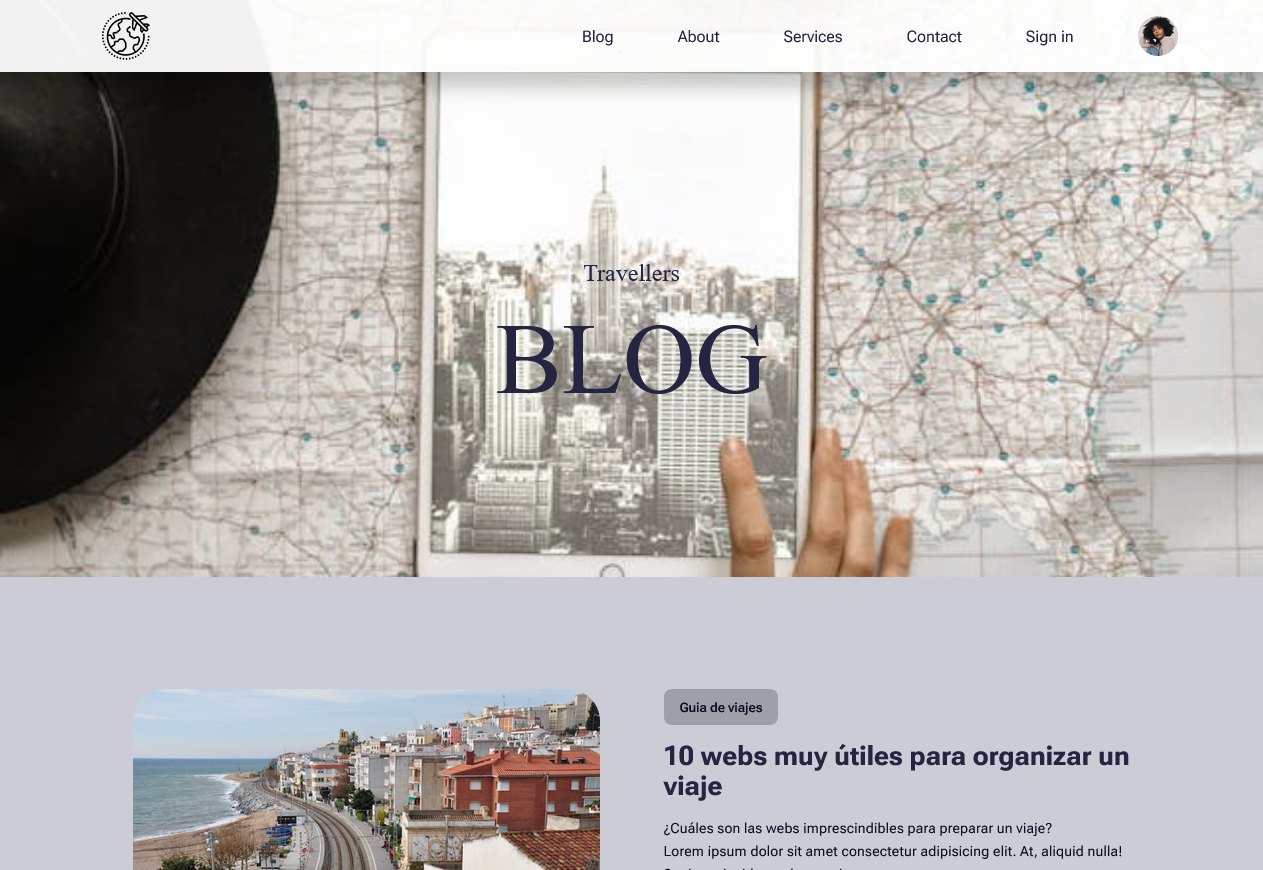 Blog
About
Services
Contact
Sign in
Travellers
BLOG
Guia de viajes
10 webs muy útiles para organizar un
viaje
¿Cuáles son las webs imprescindibles para preparar un viaje?
Lorem ipsum dolor sit amet consectetur adipisicing elit. At, aliquid nulla!